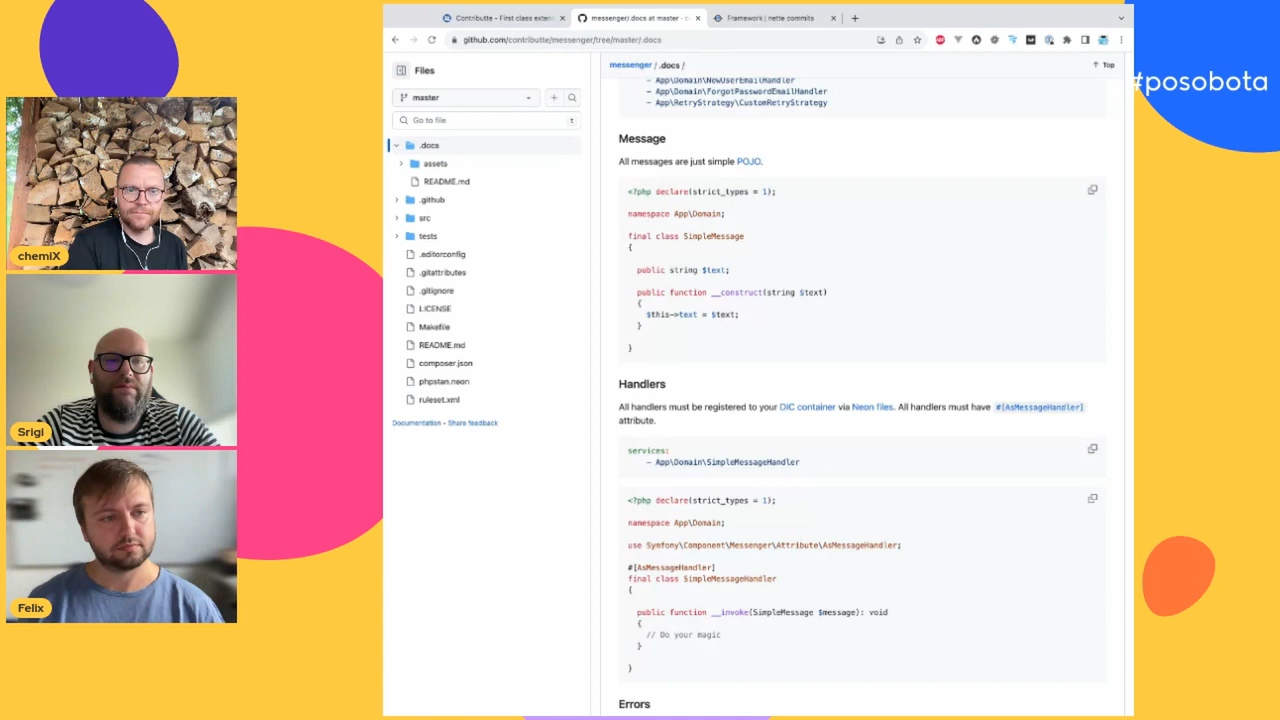 Contributte - First class exten
messenger/.docs at master · c
Framework | nette commits
github.com/contributte/messenger/tree/master/.docs
#posobota
chemiX
Srigi
Felix
Files
master
Go to file
t
.docs
assets
README.md
.github
src
tests
.editorconfig
.gitattributes
.gitignore
LICENSE
Makefile
README.md
composer.json
phpstan.neon
ruleset.xml
Documentation • Share feedback
messenger / .docs /
Top
- App\Domain\NewUserEmailHandler
- App\Domain\ForgotPasswordEmailHandler
- App\RetryStrategy\CustomRetryStrategy
Message
All messages are just simple POJO.
<?php declare(strict_types = 1);
namespace App\Domain;
final class SimpleMessage
{
public string $text;
public function __construct(string $text)
{
$this->text = $text;
}
}
Handlers
All handlers must be registered to your DIC container via Neon files. All handlers must have #[AsMessageHandler]
attribute.
services:
- App\Domain\SimpleMessageHandler
<?php declare(strict_types = 1);
namespace App\Domain;
use Symfony\Component\Messenger\Attribute\AsMessageHandler;
#[AsMessageHandler]
final class SimpleMessageHandler
{
public function __invoke(SimpleMessage $message): void
{
// Do your magic
}
}
Errors